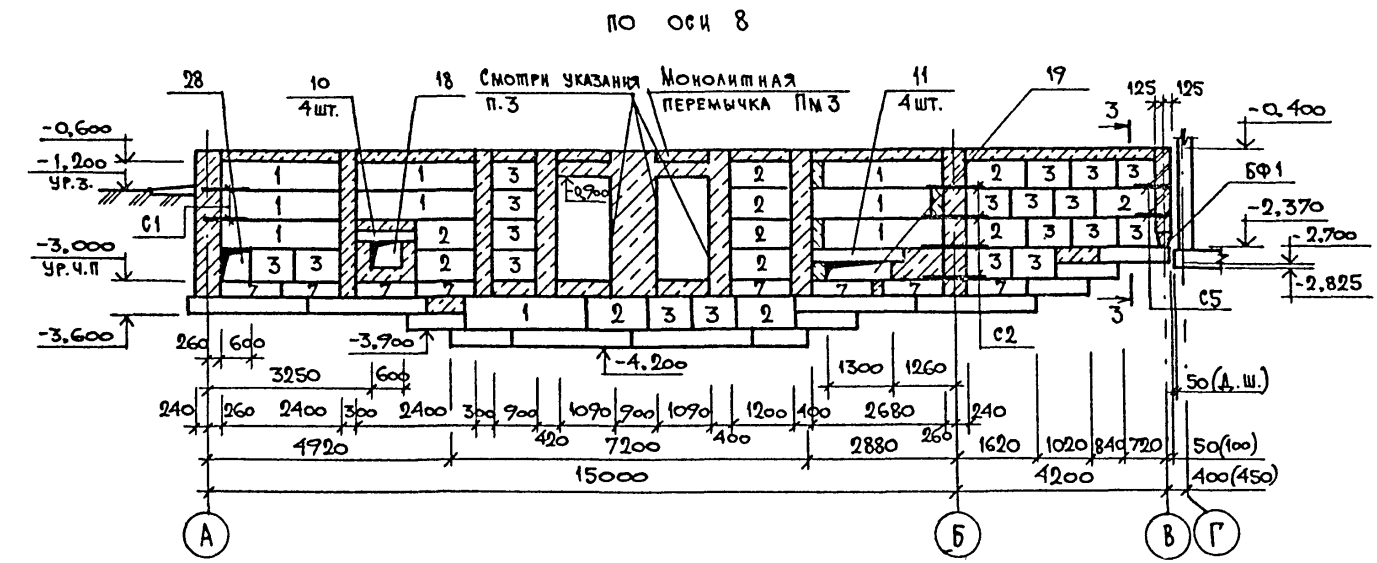 по оси 8
28
10
4шт.
18
Смотри указания
п.3
Монолитная
перемычка Пм3
11
4шт.
19
125 125
3
-0,600
-1,200
ур.з.
-0,400
БФ1
1 1 3 2 1 2 3 3 3
-0,900
1 1 3 2 1 3 3 3 2
С1
1 2 3 2 1 2 3 3 3
-2,370
-2,700
-3,000
ур.ч.п
3 3 2 3 2 3 3
7 7 7 7 7 7 7 7
-2,825
3
С5
1 2 3 3 2
-3,600
-3,900
С2
-4.200
260 600
3250 600
1300 1260
50(Д.Ш.)
240 260 2400 300 2400 300 900 420 1090 900 1090 400 1200 400 2680 260 240
4920 7200 2880 1620 1020 840 720 50(100)
15000 4200 400(450)
А Б В Г